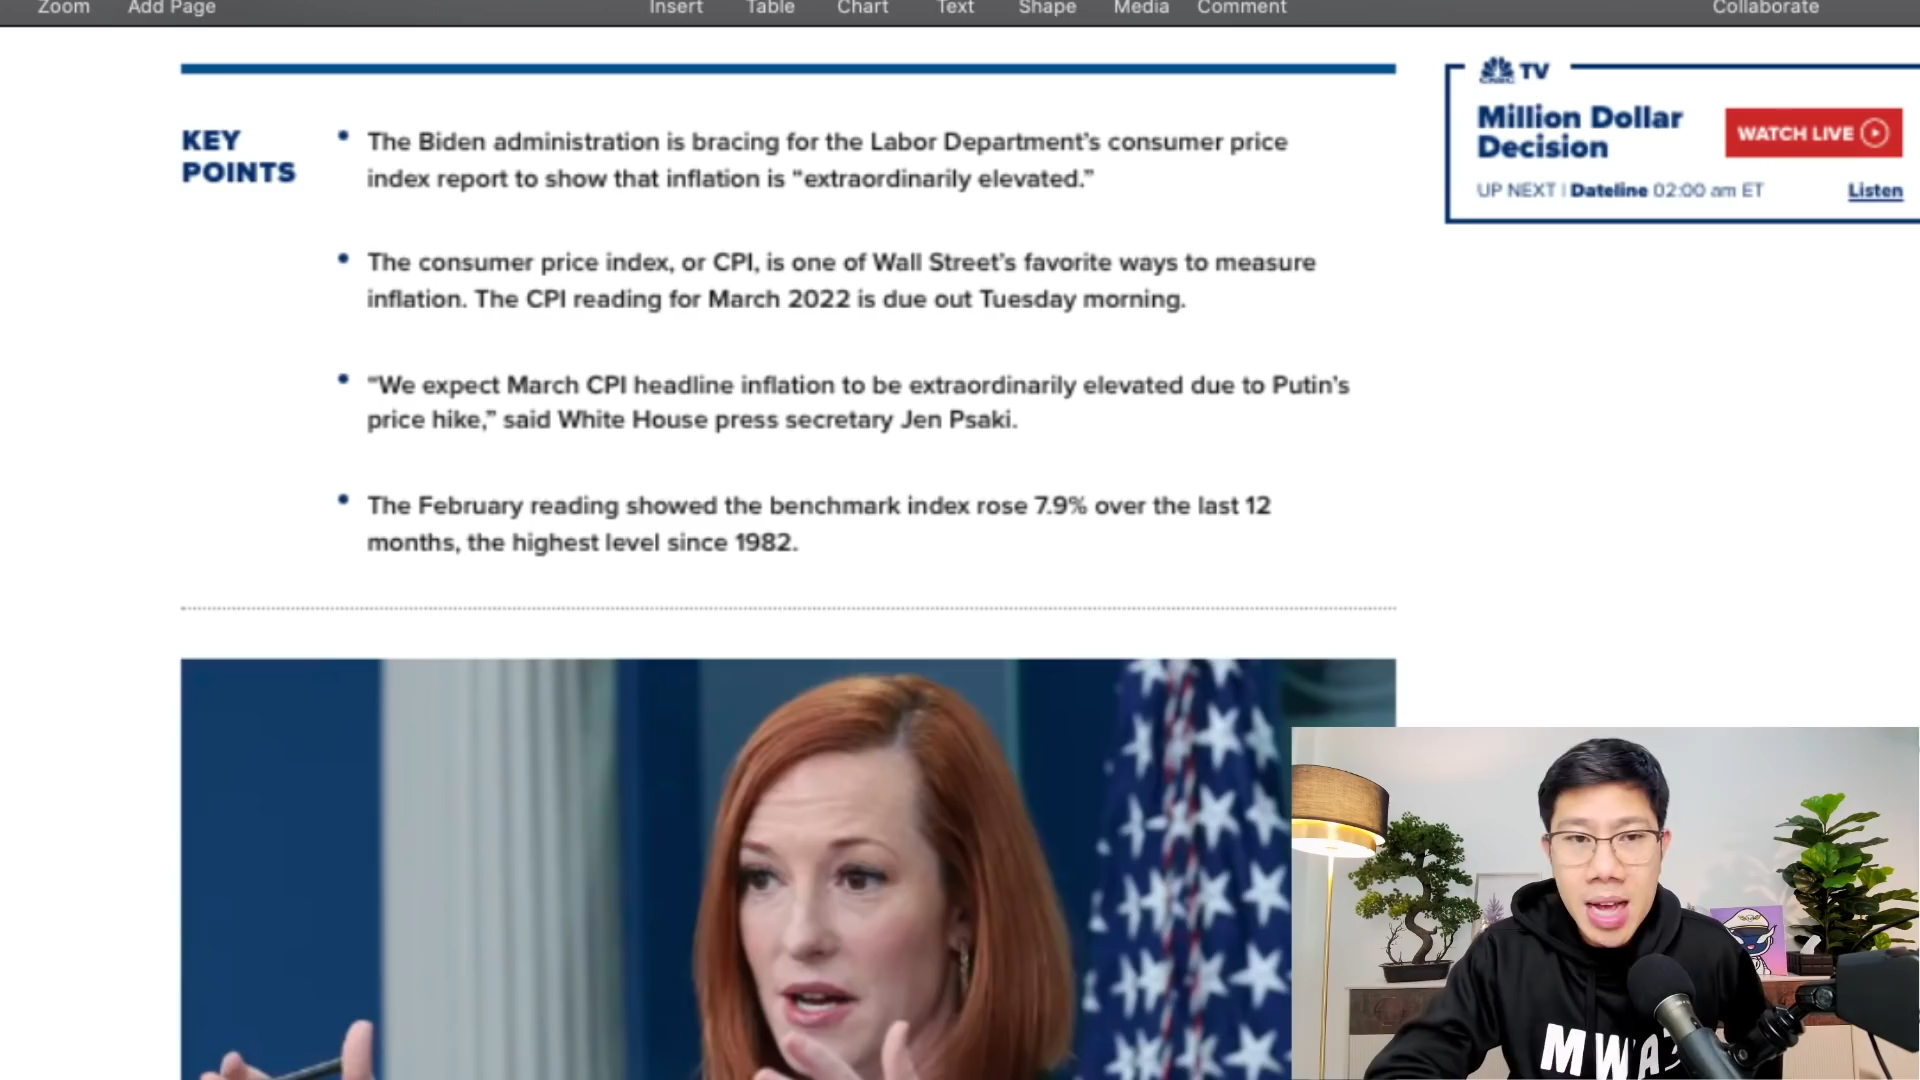 Zoom Add Page Insert Table Chart Text Shape Media Comment Collaborate
KEY
POINTS
The Biden administration is bracing for the Labor Department’s consumer price
index report to show that inflation is “extraordinarily elevated.”
The consumer price index, or CPI, is one of Wall Street’s favorite ways to measure
inflation. The CPI reading for March 2022 is due out Tuesday morning.
“We expect March CPI headline inflation to be extraordinarily elevated due to Putin’s
price hike,” said White House press secretary Jen Psaki.
The February reading showed the benchmark index rose 7.9% over the last 12
months, the highest level since 1982.
CNBC TV
Million Dollar
Decision
WATCH LIVE
UP NEXT | Dateline 02:00 am ET Listen